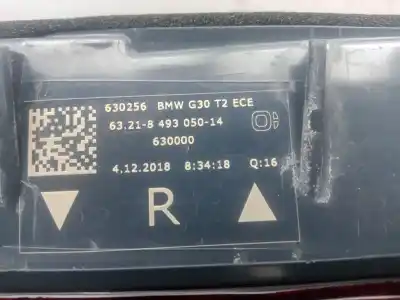 630256 BMW G30 T2 ECE
63.21-8 493 050-14
630000
4.12.2018 8:34:18 Q:16
R